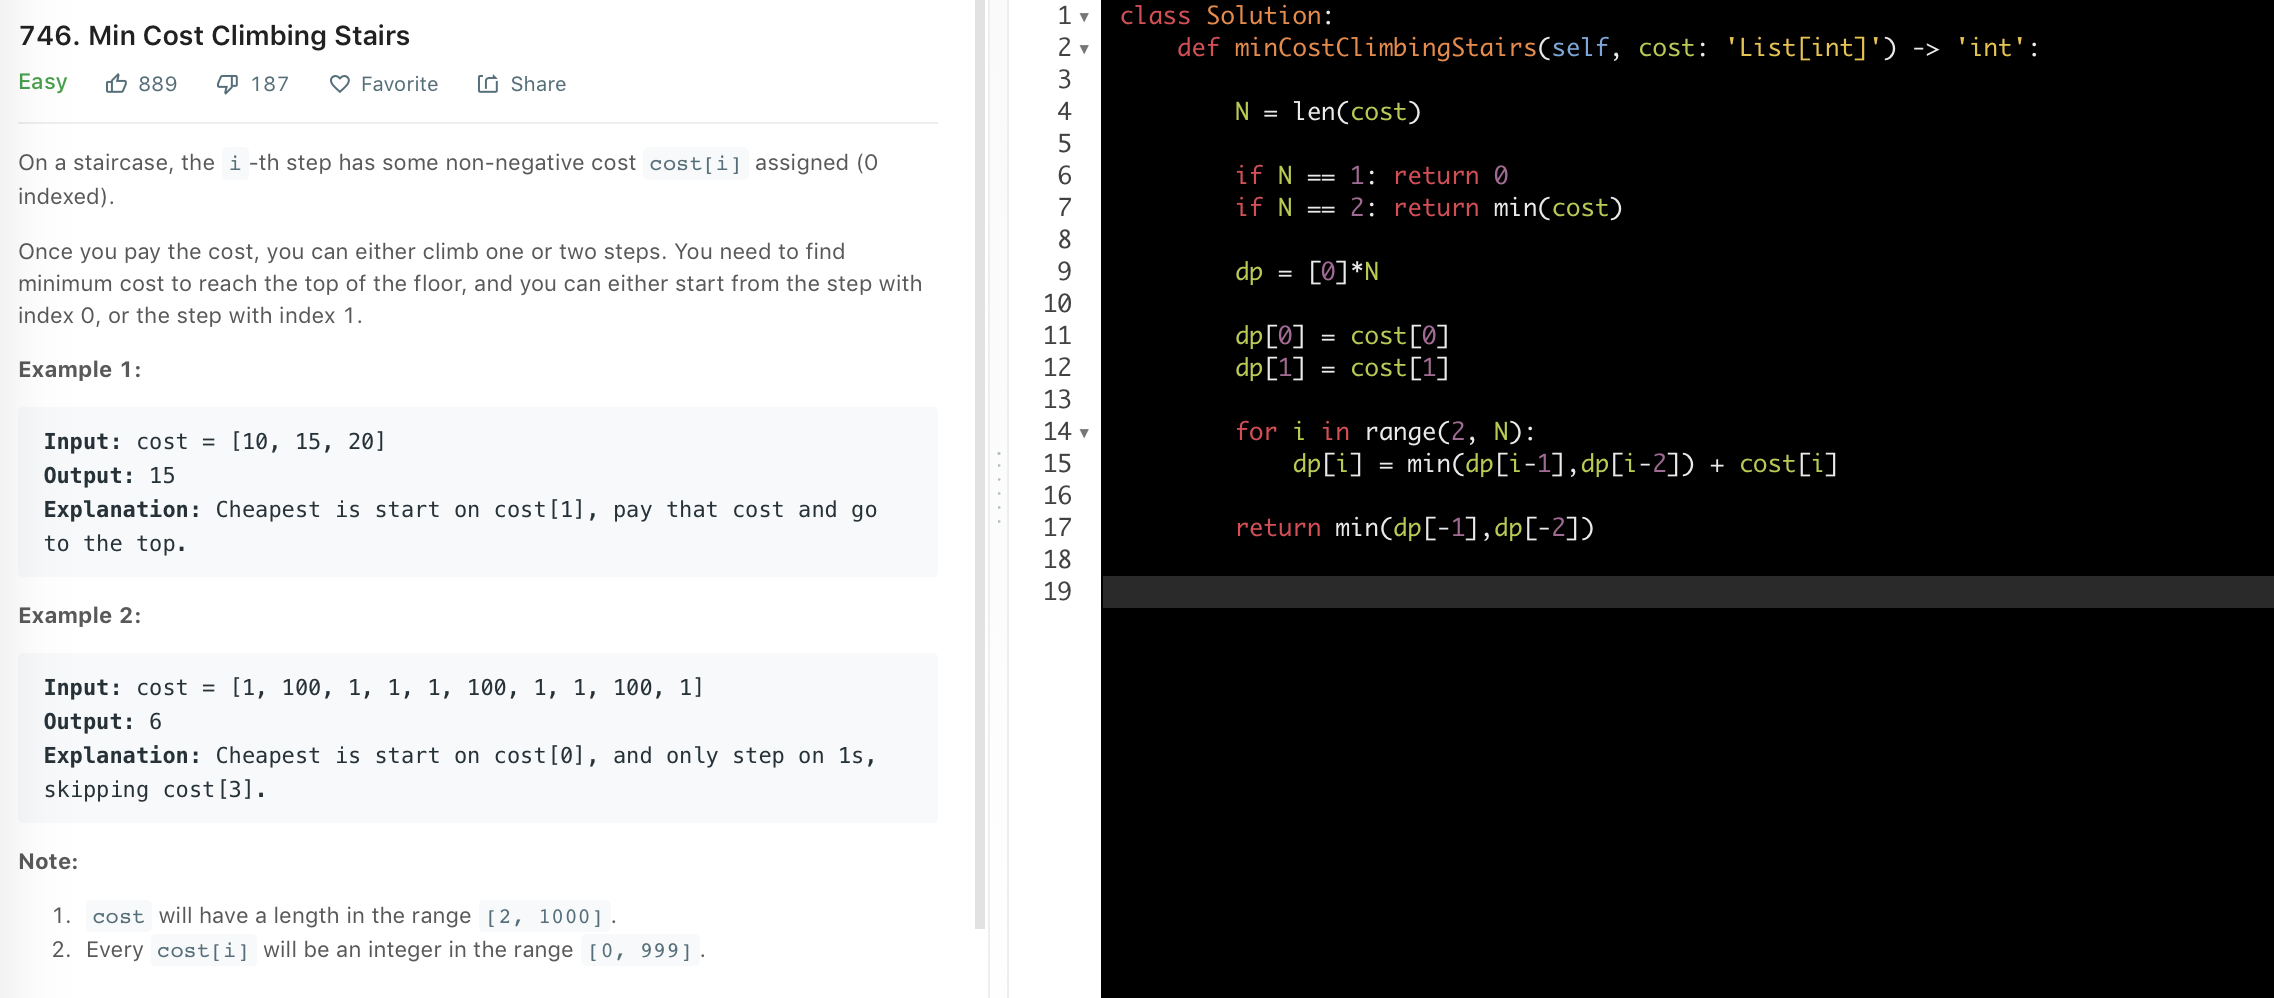 746. Min Cost Climbing Stairs
Easy 889 187 Favorite Share
On a staircase, the i -th step has some non-negative cost cost[i] assigned (0
indexed).
Once you pay the cost, you can either climb one or two steps. You need to find
minimum cost to reach the top of the floor, and you can either start from the step with
index 0, or the step with index 1.
Example 1:
Input: cost = [10, 15, 20]
Output: 15
Explanation: Cheapest is start on cost[1], pay that cost and go
to the top.
Example 2:
Input: cost = [1, 100, 1, 1, 1, 100, 1, 1, 100, 1]
Output: 6
Explanation: Cheapest is start on cost[0], and only step on 1s,
skipping cost[3].
Note:
1. cost will have a length in the range [2, 1000].
2. Every cost[i] will be an integer in the range [0, 999].
1 class Solution:
2     def minCostClimbingStairs(self, cost: 'List[int]') -> 'int':
3
4         N = len(cost)
5
6         if N == 1: return 0
7         if N == 2: return min(cost)
8
9         dp = [0]*N
10
11         dp[0] = cost[0]
12         dp[1] = cost[1]
13
14         for i in range(2, N):
15             dp[i] = min(dp[i-1],dp[i-2]) + cost[i]
16
17         return min(dp[-1],dp[-2])
18
19